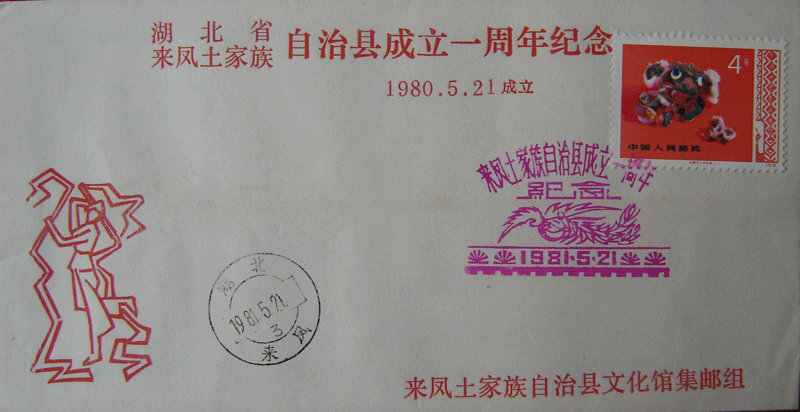 湖北省
来凤土家族
自治县成立一周年纪念
1980.5.21成立
4分
中国人民邮政
来凤土家族自治县成立一周年
纪念
1981.5.21
湖北
1981.5.21
3
来凤
来凤土家族自治县文化馆集邮组